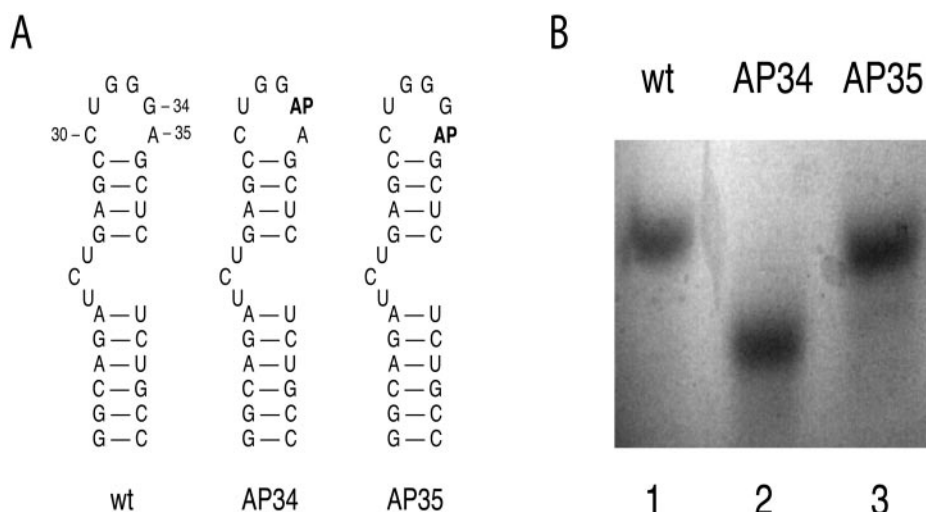 A
G G G G G G
U G – 34 U AP U G
30 – C A – 35 C A C AP
C – G C – G C – G
G – C G – C G – C
A – U A – U A – U
G – C G – C G – C
U U U
C C C
U U U
A – U A – U A – U
G – C G – C G – C
A – U A – U A – U
C – G C – G C – G
G – C G – C G – C
G – C G – C G – C
wt AP34 AP35
B
wt AP34 AP35
1 2 3